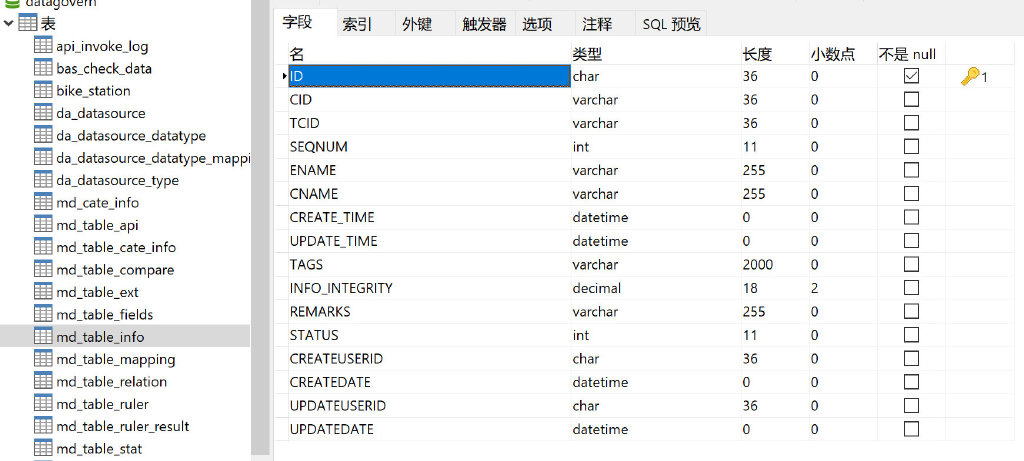 datagovern
表
api_invoke_log
bas_check_data
bike_station
da_datasource
da_datasource_datatype
da_datasource_datatype_mappi
da_datasource_type
md_cate_info
md_table_api
md_table_cate_info
md_table_compare
md_table_ext
md_table_fields
md_table_info
md_table_mapping
md_table_relation
md_table_ruler
md_table_ruler_result
md_table_stat
字段 索引 外键 触发器 选项 注释 SQL 预览
名 类型 长度 小数点 不是 null
ID char 36 0 1
CID varchar 36 0
TCID varchar 36 0
SEQNUM int 11 0
ENAME varchar 255 0
CNAME varchar 255 0
CREATE_TIME datetime 0 0
UPDATE_TIME datetime 0 0
TAGS varchar 2000 0
INFO_INTEGRITY decimal 18 2
REMARKS varchar 255 0
STATUS int 11 0
CREATEUSERID char 36 0
CREATEDATE datetime 0 0
UPDATEUSERID char 36 0
UPDATEDATE datetime 0 0